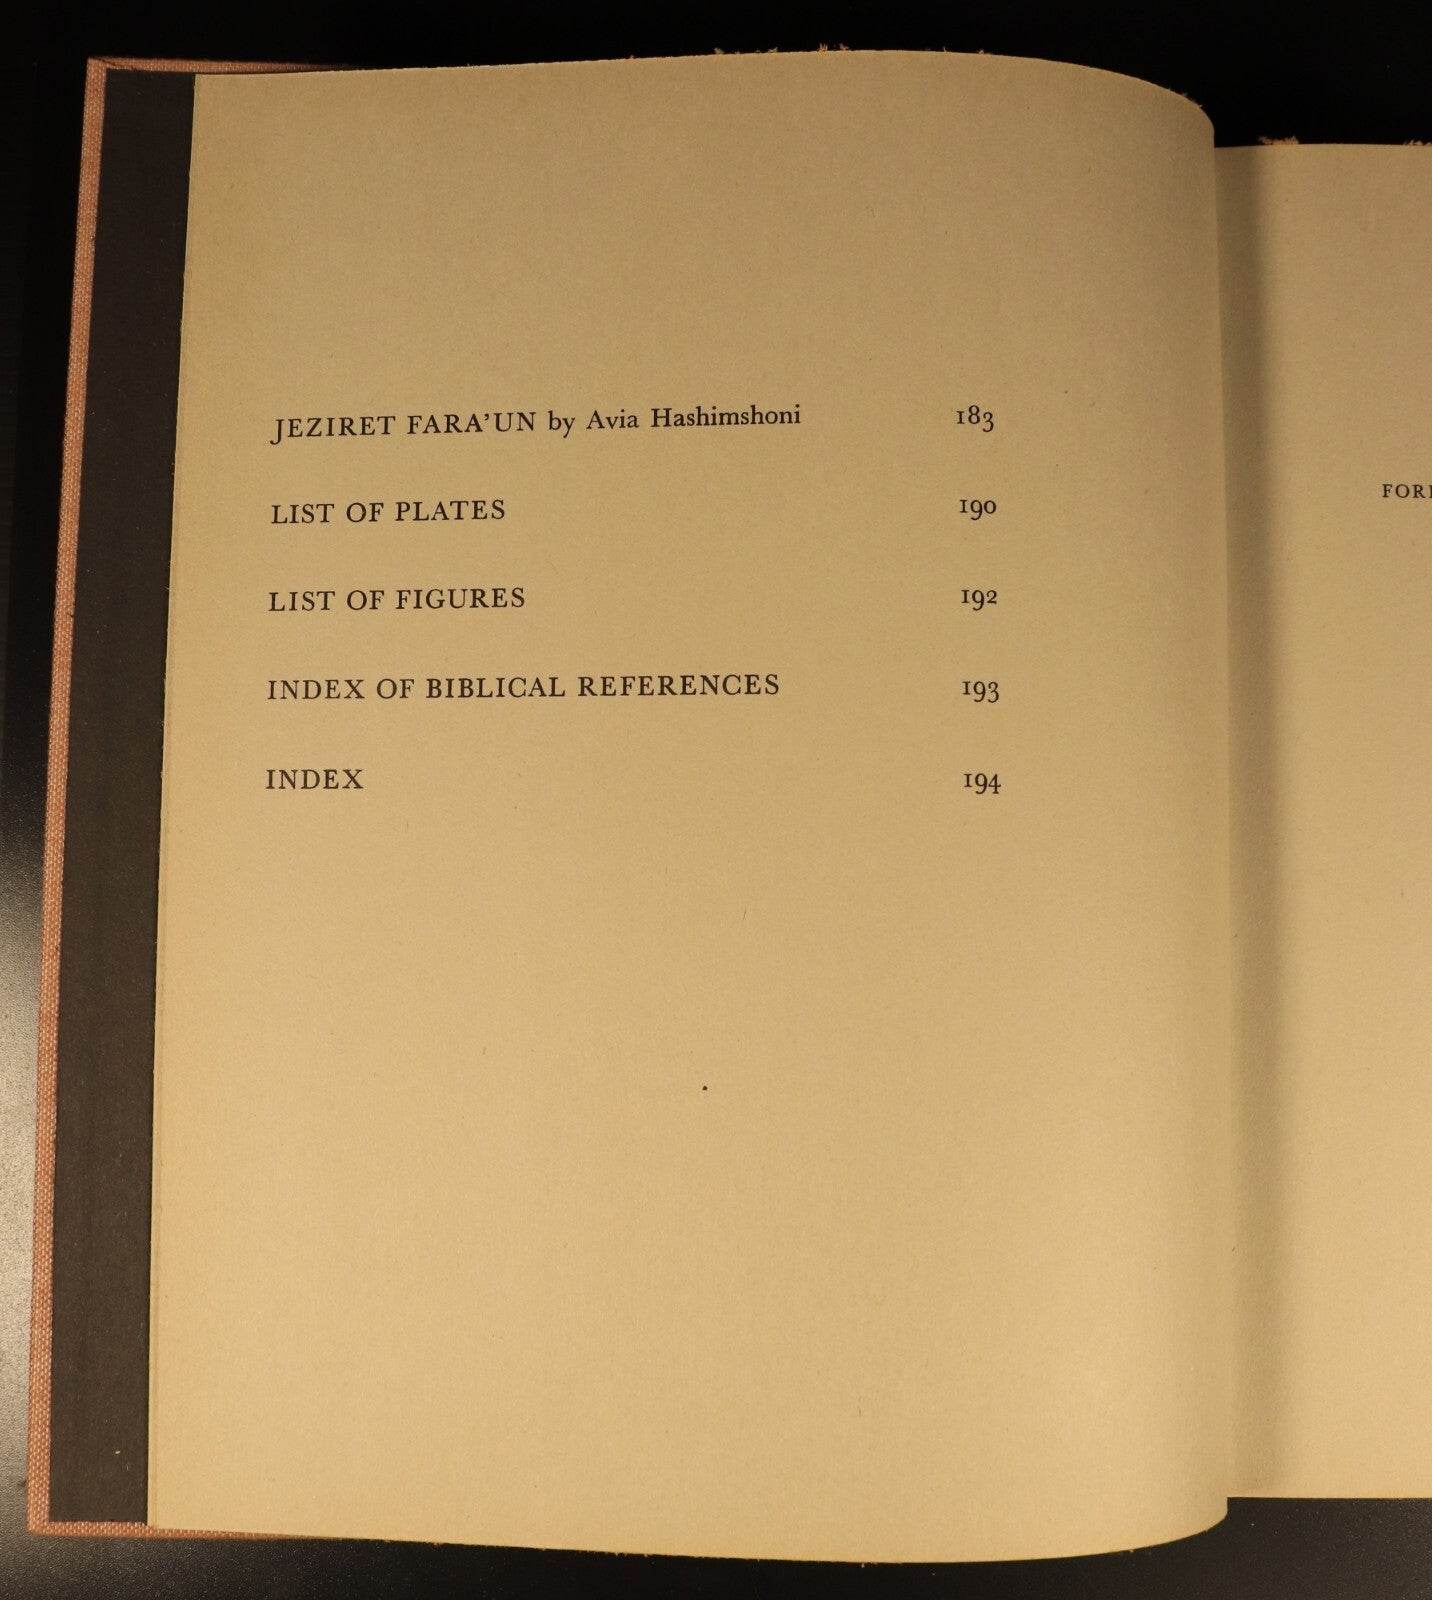 JEZIRET FARA'UN by Avia Hashimshoni 183
LIST OF PLATES 190
LIST OF FIGURES 192
INDEX OF BIBLICAL REFERENCES 193
INDEX 194